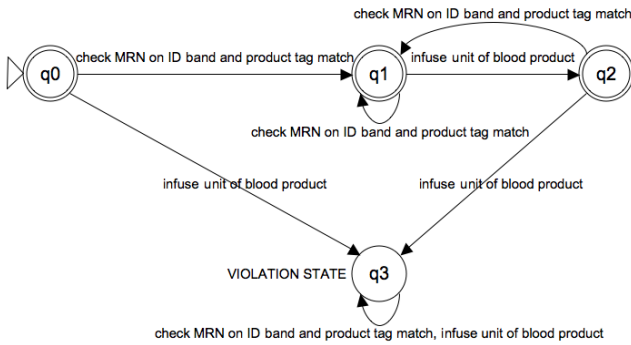 check MRN on ID band and product tag match
check MRN on ID band and product tag match
infuse unit of blood product
q0
q1
q2
check MRN on ID band and product tag match
infuse unit of blood product
infuse unit of blood product
VIOLATION STATE
q3
check MRN on ID band and product tag match, infuse unit of blood product